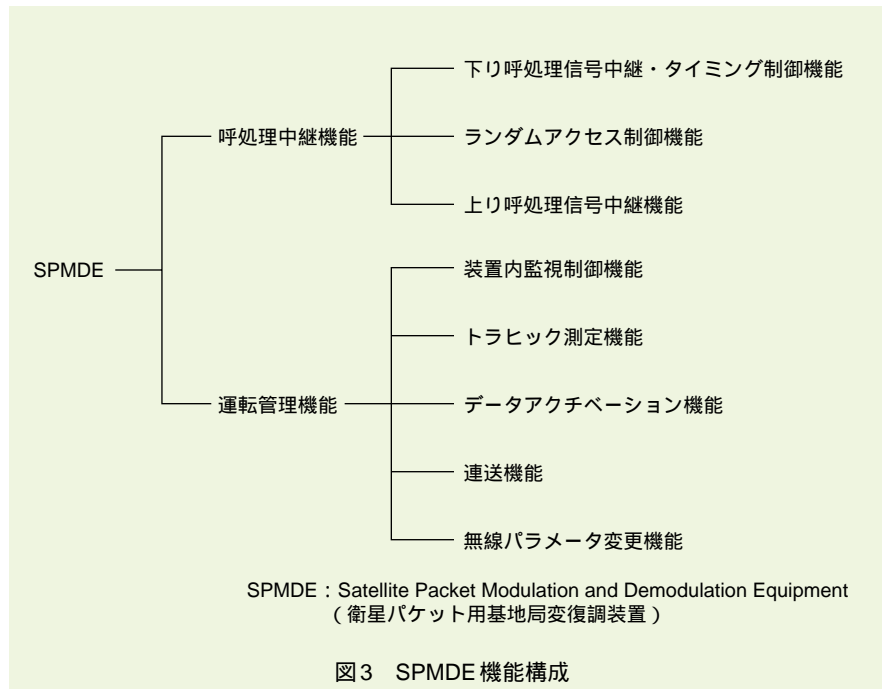 下り呼処理信号中継・タイミング制御機能
呼処理中継機能
ランダムアクセス制御機能
上り呼処理信号中継機能
SPMDE
装置内監視制御機能
トラヒック測定機能
運転管理機能
データアクチベーション機能
連送機能
無線パラメータ変更機能
SPMDE：Satellite Packet Modulation and Demodulation Equipment
（衛星パケット用基地局変復調装置）
図3　SPMDE機能構成